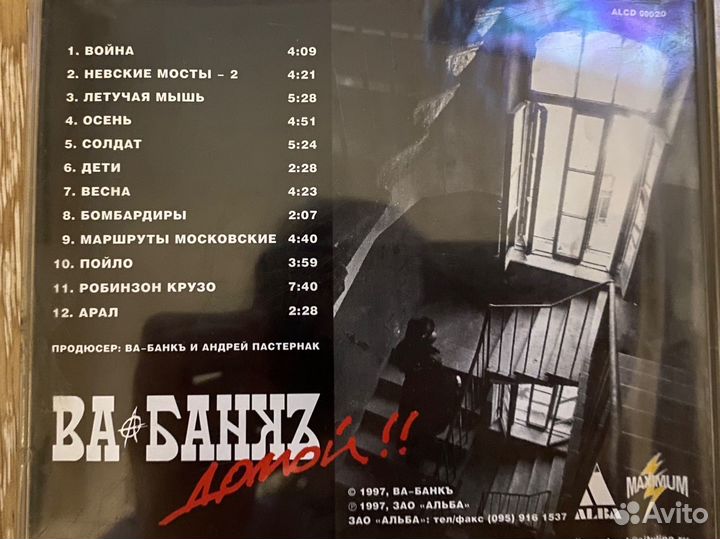 ALCD 00020
1. ВОЙНА 4:09
2. НЕВСКИЕ МОСТЫ – 2 4:21
3. ЛЕТУЧАЯ МЫШЬ 5:28
4. ОСЕНЬ 4:51
5. СОЛДАТ 5:24
6. ДЕТИ 2:28
7. ВЕСНА 4:23
8. БОМБАРДИРЫ 2:07
9. МАРШРУТЫ МОСКОВСКИЕ 4:40
10. ПОЙЛО 3:59
11. РОБИНЗОН КРУЗО 7:40
12. АРАЛ 2:28
ПРОДЮСЕР: ВА-БАНКЪ И АНДРЕЙ ПАСТЕРНАК
ВА БАНКЪ
домой!!
© 1997, ВА-БАНКЪ
℗ 1997, ЗАО «АЛЬБА»
ЗАО «АЛЬБА»: тел/факс (095) 916 1537
ALBA
MAXIMUM
Avito